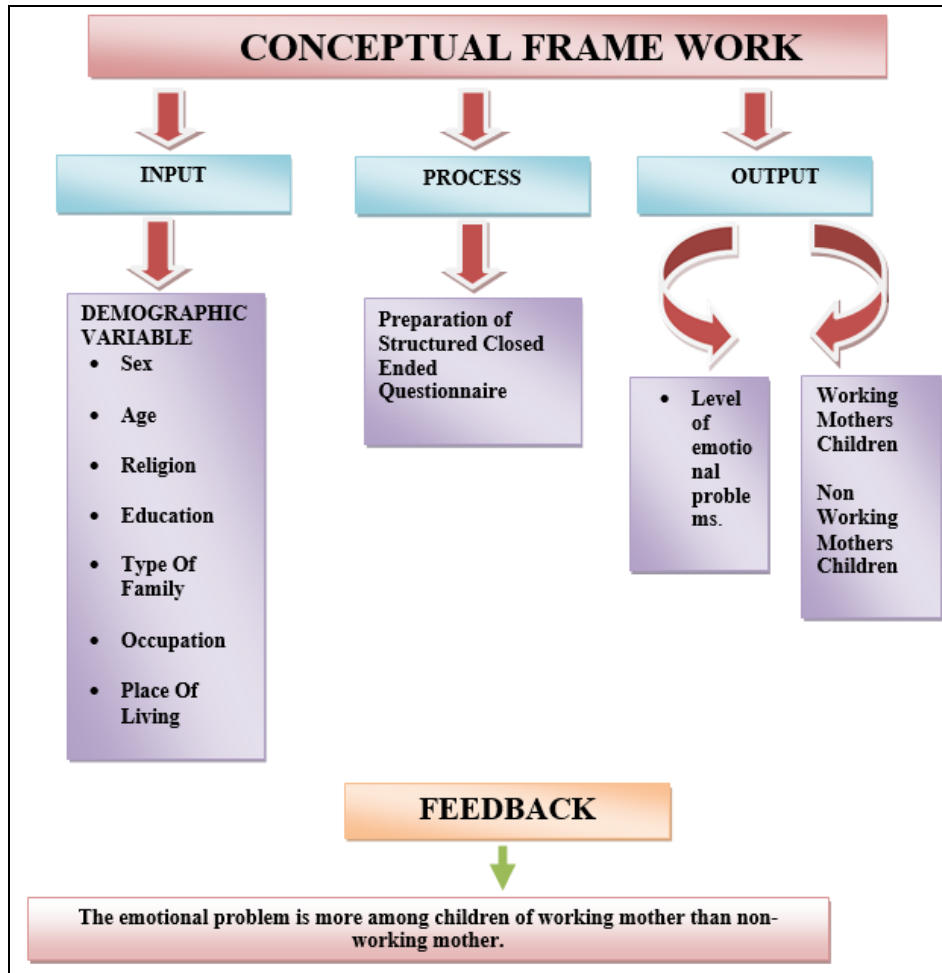 CONCEPTUAL FRAME WORK
INPUT
PROCESS
OUTPUT
DEMOGRAPHIC
VARIABLE
• Sex
• Age
• Religion
• Education
• Type Of
Family
• Occupation
• Place Of
Living
Preparation of
Structured Closed
Ended
Questionnaire
• Level
of
emotio
nal
proble
ms.
Working
Mothers
Children
Non
Working
Mothers
Children
FEEDBACK
The emotional problem is more among children of working mother than non-
working mother.